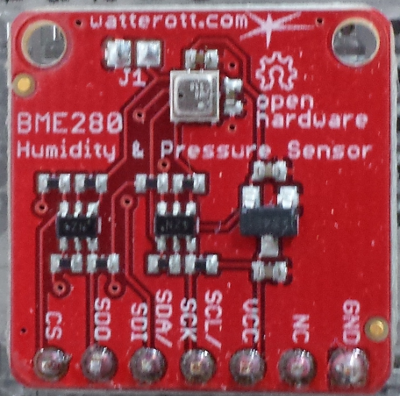 watterott.com
J1
open
hardware
BME280
Humidity & Pressure Sensor
CS
SDO
SDA/
SDI
SCL/
SCK
VCC
NC
GND